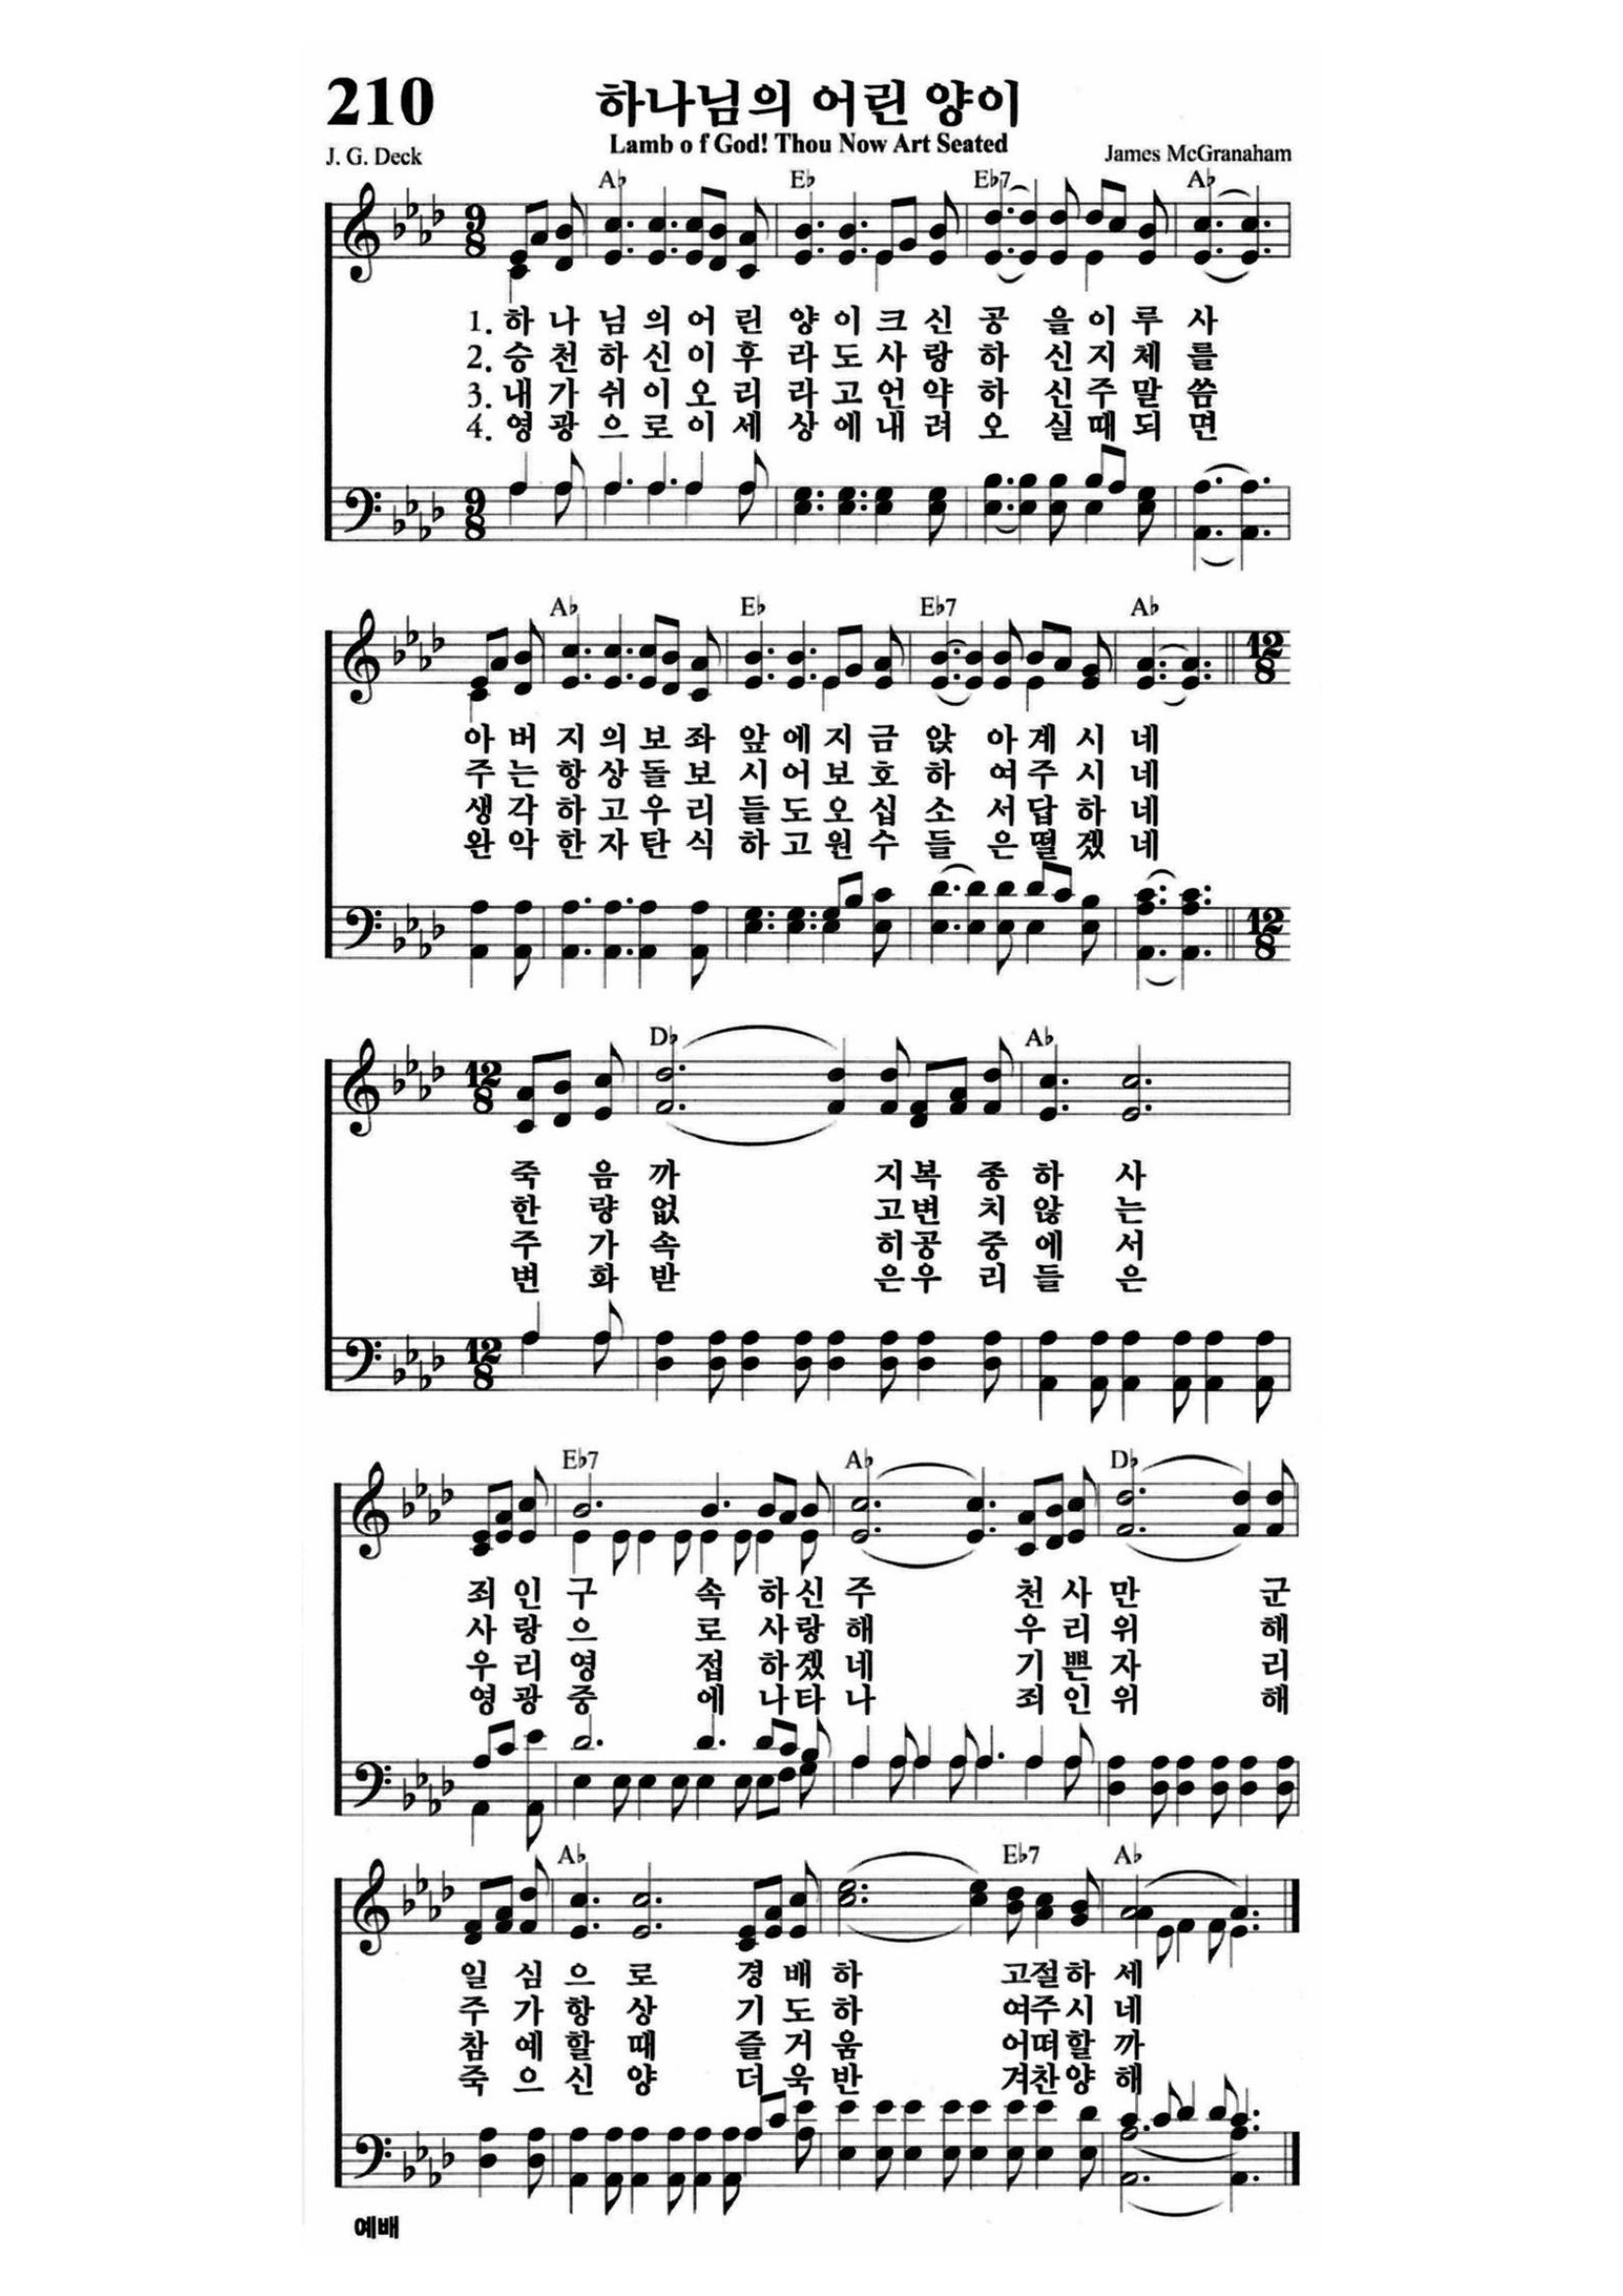 210
하나님의 어린 양이
Lamb o f God! Thou Now Art Seated
J. G. Deck
James McGranaham
A♭ E♭ E♭7 A♭
9/8
1. 하 나 님 의 어 린 양 이 크 신 공 을 이 루 사
2. 승 천 하 신 이 후 라 도 사 랑 하 신 지 체 를
3. 내 가 쉬 이 오 리 라 고 언 약 하 신 주 말 씀
4. 영 광 으 로 이 세 상 에 내 려 오 실 때 되 면
9/8
A♭ E♭ E♭7 A♭
12/8
아 버 지 의 보 좌 앞 에 지 금 앉 아 계 시 네
주 는 항 상 돌 보 시 어 보 호 하 여 주 시 네
생 각 하 고 우 리 들 도 오 십 소 서 답 하 네
완 악 한 자 탄 식 하 고 원 수 들 은 떨 겠 네
12/8
D♭ A♭
12/8
죽 음 까 지 복 종 하 사
한 량 없 고 변 치 않 는
주 가 속 히 공 중 에 서
변 화 받 은 우 리 들 은
12/8
E♭7 A♭ D♭
죄 인 구 속 하 신 주 천 사 만 군
사 랑 으 로 사 랑 해 우 리 위 해
우 리 영 접 하 겠 네 기 쁜 자 리
영 광 중 에 나 타 나 죄 인 위 해
A♭ E♭7 A♭
일 심 으 로 경 배 하 고 절 하 세
주 가 항 상 기 도 하 여 주 시 네
참 예 할 때 즐 거 움 어 떠 할 까
죽 으 신 양 더 욱 반 겨 찬 양 해
예배